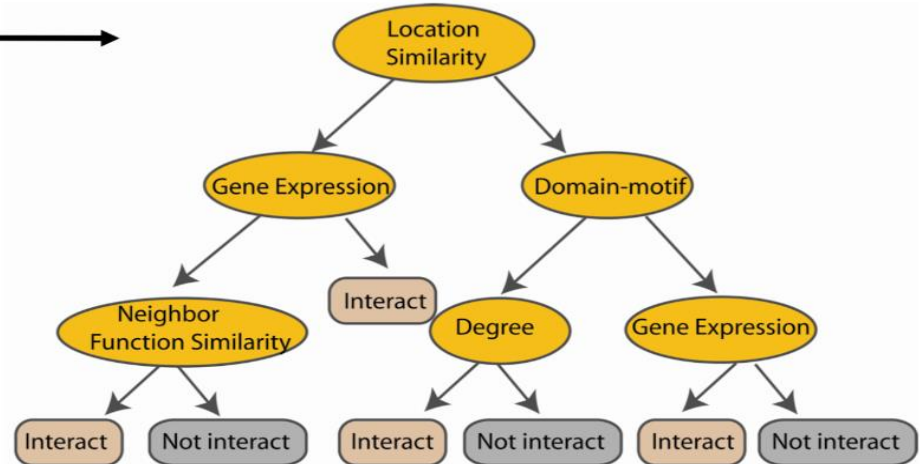 Location
Similarity
Gene Expression
Domain-motif
Interact
Neighbor
Function Similarity
Degree
Gene Expression
Interact
Not interact
Interact
Not interact
Interact
Not interact